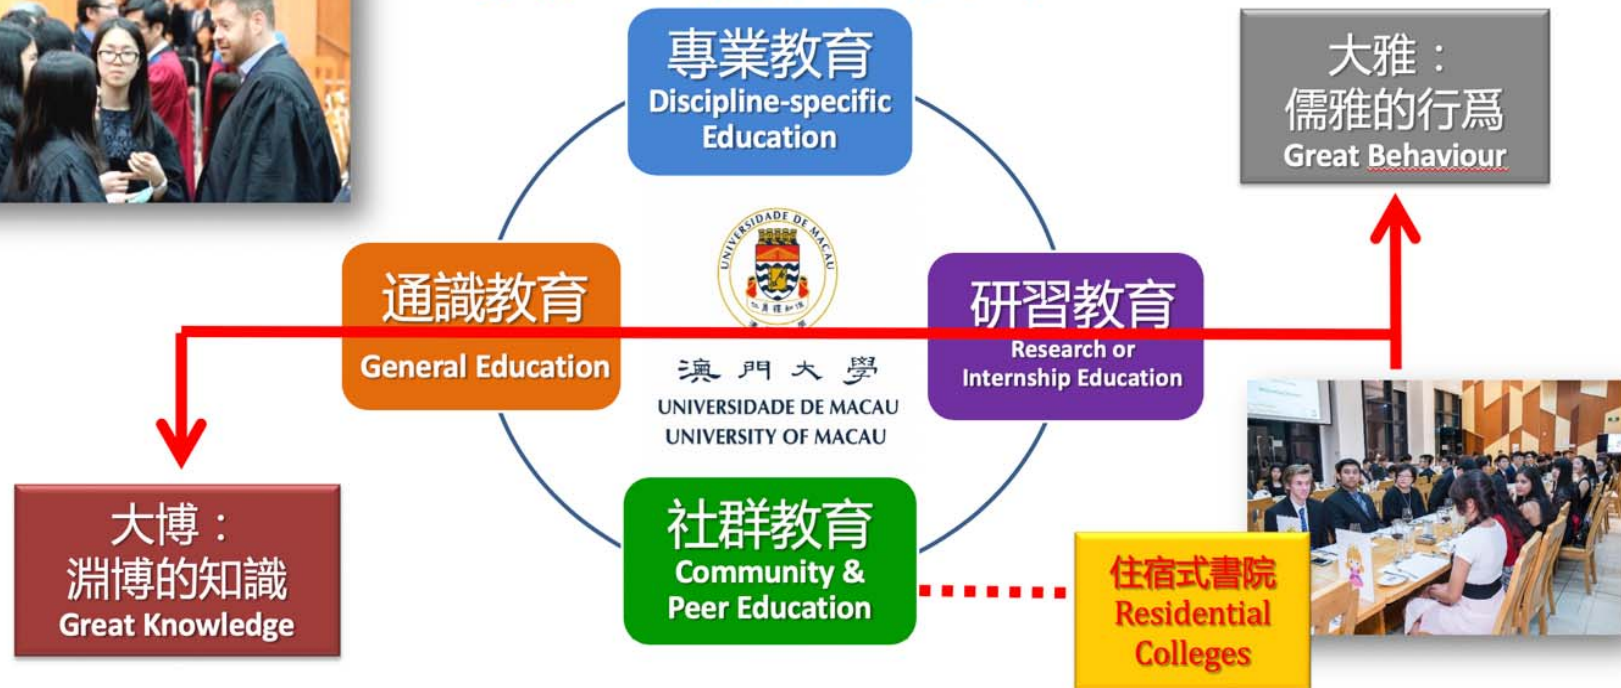 專業教育
Discipline-specific
Education
大雅：
儒雅的行爲
Great Behaviour
UNIVERSIDADE DE MACAU
通識教育
General Education
研習教育
Research or
Internship Education
澳門大學
UNIVERSIDADE DE MACAU
UNIVERSITY OF MACAU
大博：
淵博的知識
Great Knowledge
社群教育
Community &
Peer Education
住宿式書院
Residential
Colleges